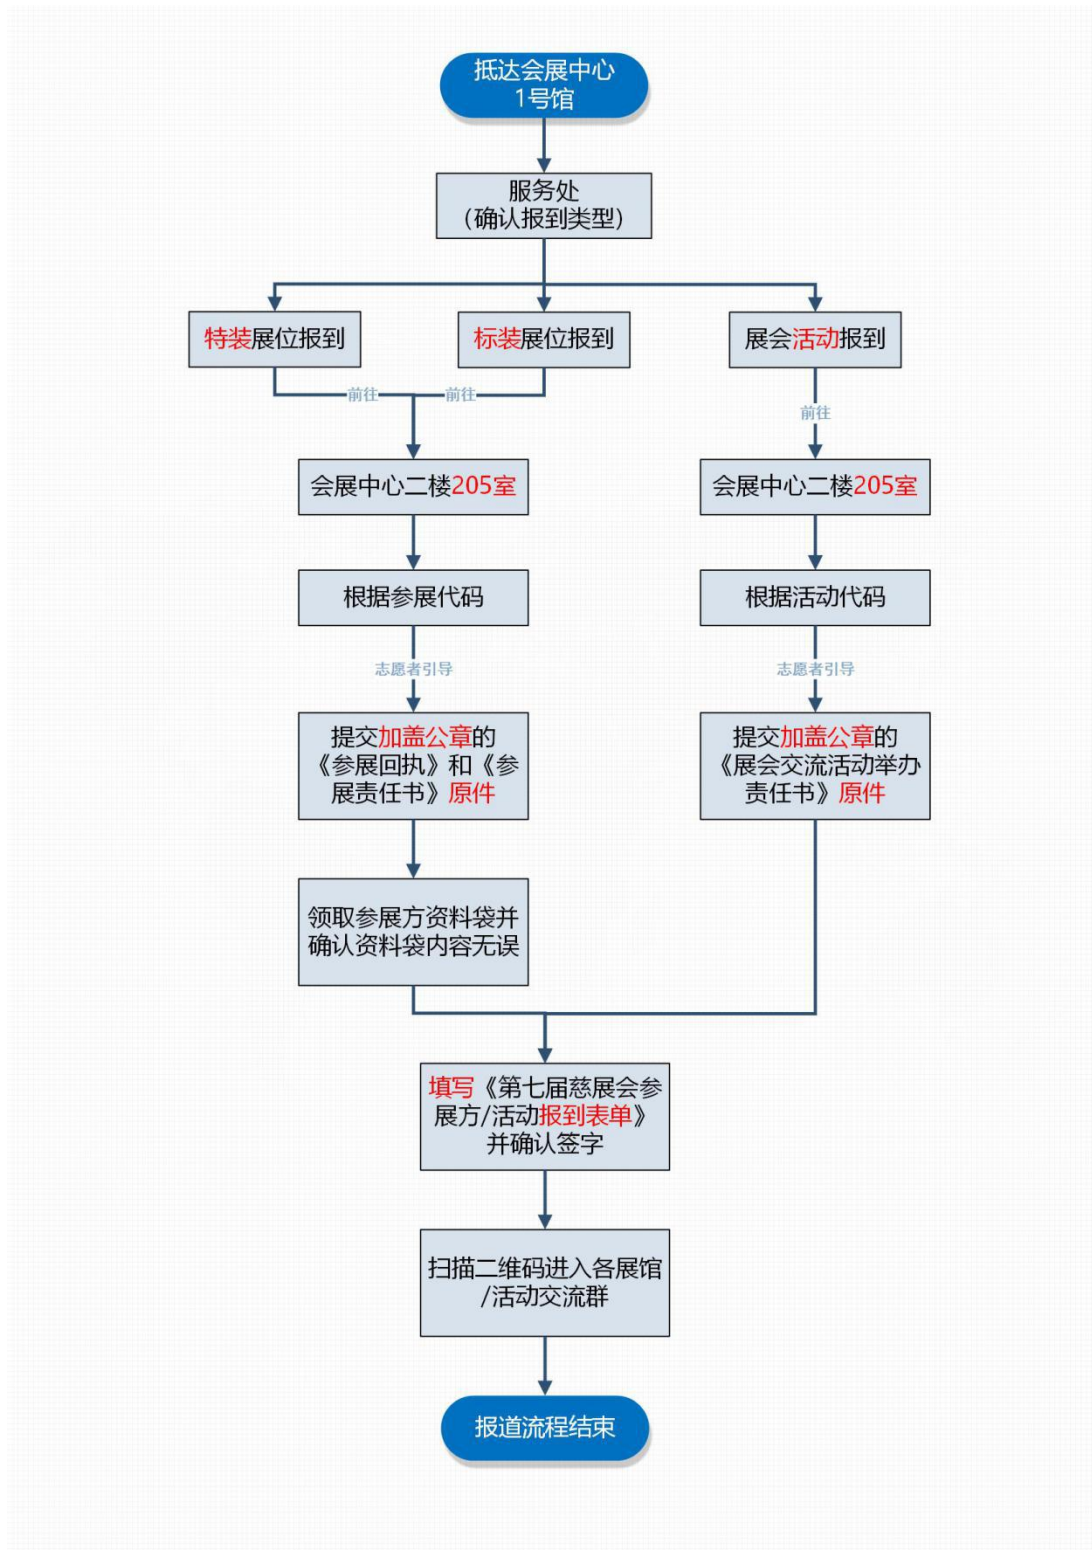 抵达会展中心
1号馆
服务处
（确认报到类型）
特装展位报到
标装展位报到
展会活动报到
前往
前往
前往
会展中心二楼205室
会展中心二楼205室
根据参展代码
根据活动代码
志愿者引导
志愿者引导
提交加盖公章的
《参展回执》和《参
展责任书》原件
提交加盖公章的
《展会交流活动举办
责任书》原件
领取参展方资料袋并
确认资料袋内容无误
填写《第七届慈展会参
展方/活动报到表单》
并确认签字
扫描二维码进入各展馆
/活动交流群
报道流程结束